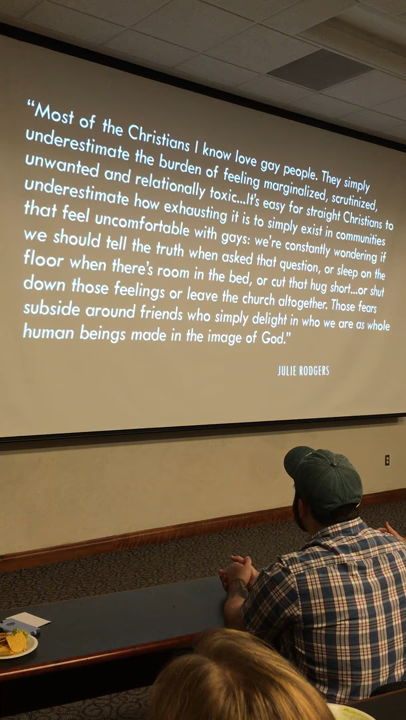 “Most of the Christians I know love gay people. They simply
underestimate the burden of feeling marginalized, scrutinized,
unwanted and relationally toxic...It's easy for straight Christians to
underestimate how exhausting it is to simply exist in communities
that feel uncomfortable with gays: we're constantly wondering if
we should tell the truth when asked that question, or sleep on the
floor when there's room in the bed, or cut that hug short...or shut
down those feelings or leave the church altogether. Those fears
subside around friends who simply delight in who we are as whole
human beings made in the image of God.”
JULIE RODGERS